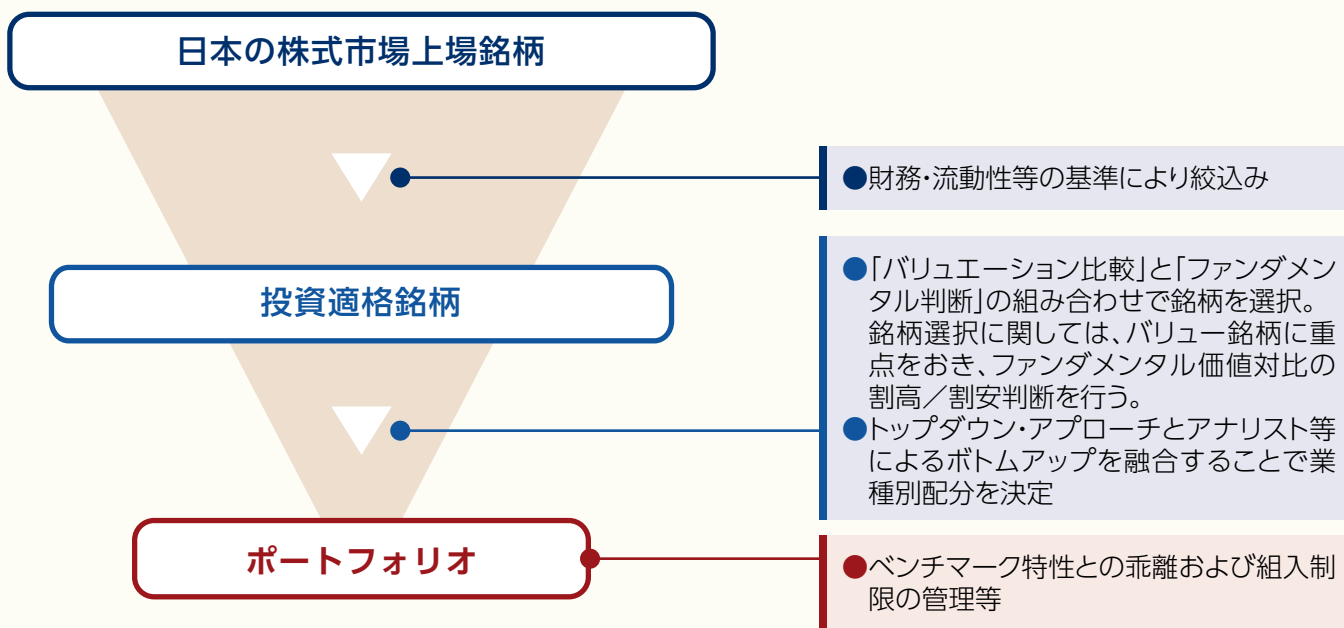 日本の株式市場上場銘柄
●財務・流動性等の基準により絞込み
投資適格銘柄
●「バリュエーション比較」と「ファンダメン
タル判断」の組み合わせで銘柄を選択。
銘柄選択に関しては、バリュー銘柄に重
点をおき、ファンダメンタル価値対比の
割高／割安判断を行う。
●トップダウン・アプローチとアナリスト等
によるボトムアップを融合することで業
種別配分を決定
ポートフォリオ
●ベンチマーク特性との乖離および組入制
限の管理等